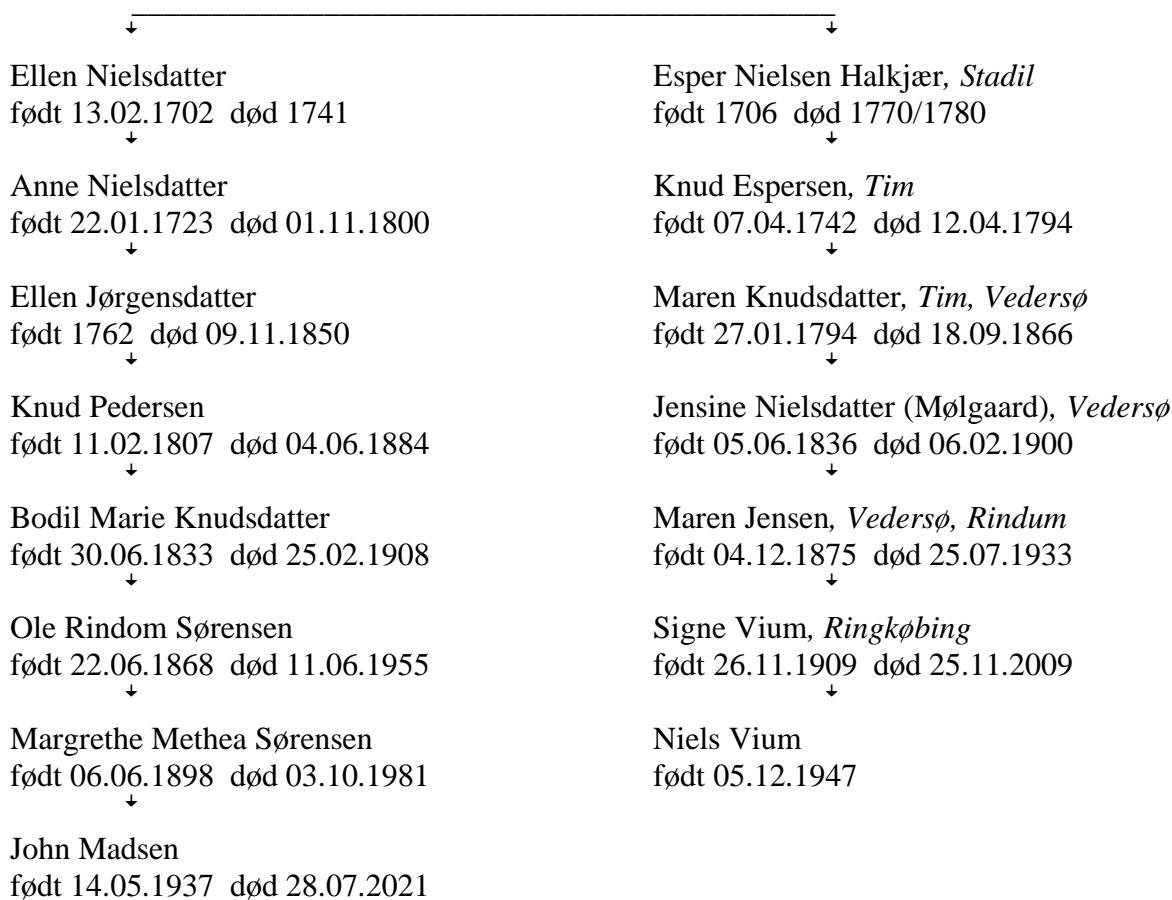 Ellen Nielsdatter
født 13.02.1702 død 1741
Anne Nielsdatter
født 22.01.1723 død 01.11.1800
Ellen Jørgensdatter
født 1762 død 09.11.1850
Knud Pedersen
født 11.02.1807 død 04.06.1884
Bodil Marie Knudsdatter
født 30.06.1833 død 25.02.1908
Ole Rindom Sørensen
født 22.06.1868 død 11.06.1955
Margrethe Methea Sørensen
født 06.06.1898 død 03.10.1981
John Madsen
født 14.05.1937 død 28.07.2021
Esper Nielsen Halkjær, Stadil
født 1706 død 1770/1780
Knud Espersen, Tim
født 07.04.1742 død 12.04.1794
Maren Knudsdatter, Tim, Vedersø
født 27.01.1794 død 18.09.1866
Jensine Nielsdatter (Mølgaard), Vedersø
født 05.06.1836 død 06.02.1900
Maren Jensen, Vedersø, Rindum
født 04.12.1875 død 25.07.1933
Signe Vium, Ringkøbing
født 26.11.1909 død 25.11.2009
Niels Vium
født 05.12.1947